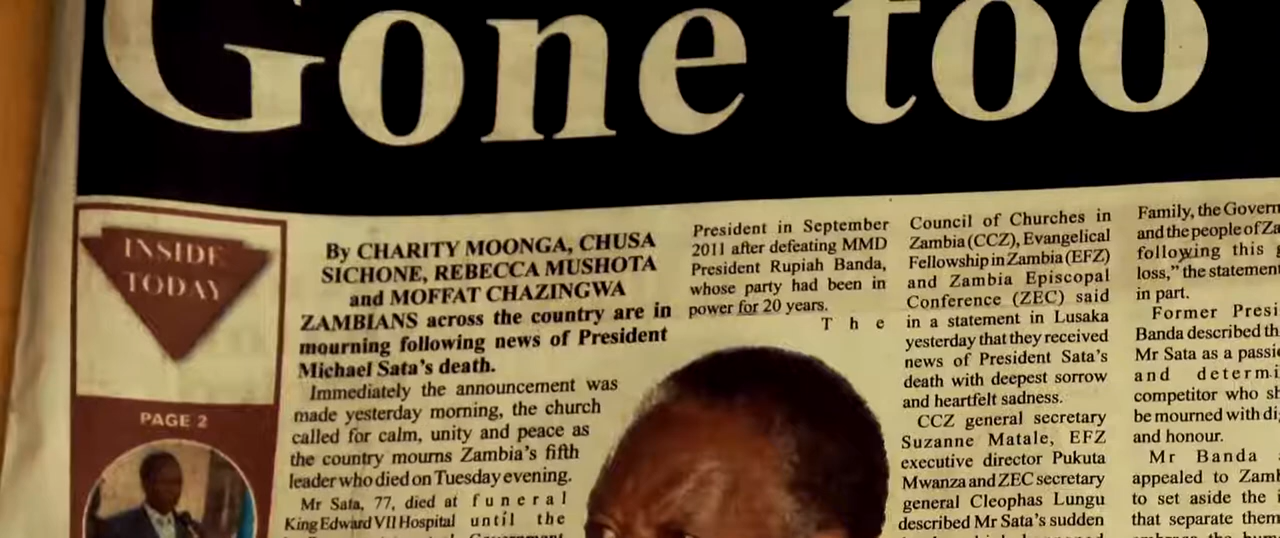 Gone too
INSIDE
TODAY
PAGE 2
By CHARITY MOONGA, CHUSA
SICHONE, REBECCA MUSHOTA
and MOFFAT CHAZINGWA
ZAMBIANS across the country are in
mourning following news of President
Michael Sata's death.
Immediately the announcement was
made yesterday morning, the church
called for calm, unity and peace as
the country mourns Zambia's fifth
leader who died on Tuesday evening.
Mr Sata, 77, died at funeral
King Edward VII Hospital until the
President in September
2011 after defeating MMD
President Rupiah Banda,
whose party had been in
power for 20 years.
The
Council of Churches in
Zambia (CCZ), Evangelical
Fellowship in Zambia (EFZ)
and Zambia Episcopal
Conference (ZEC) said
in a statement in Lusaka
yesterday that they received
news of President Sata's
death with deepest sorrow
and heartfelt sadness.
CCZ general secretary
Suzanne Matale, EFZ
executive director Pukuta
Mwanza and ZEC secretary
general Cleophas Lungu
described Mr Sata's sudden
Family, the Govern
and the people of Za
following this
loss," the statement
in part.
Former Presi
Banda described th
Mr Sata as a passi
and determi
competitor who sh
be mourned with di
and honour.
Mr Banda
appealed to Zamb
to set aside the i
that separate them